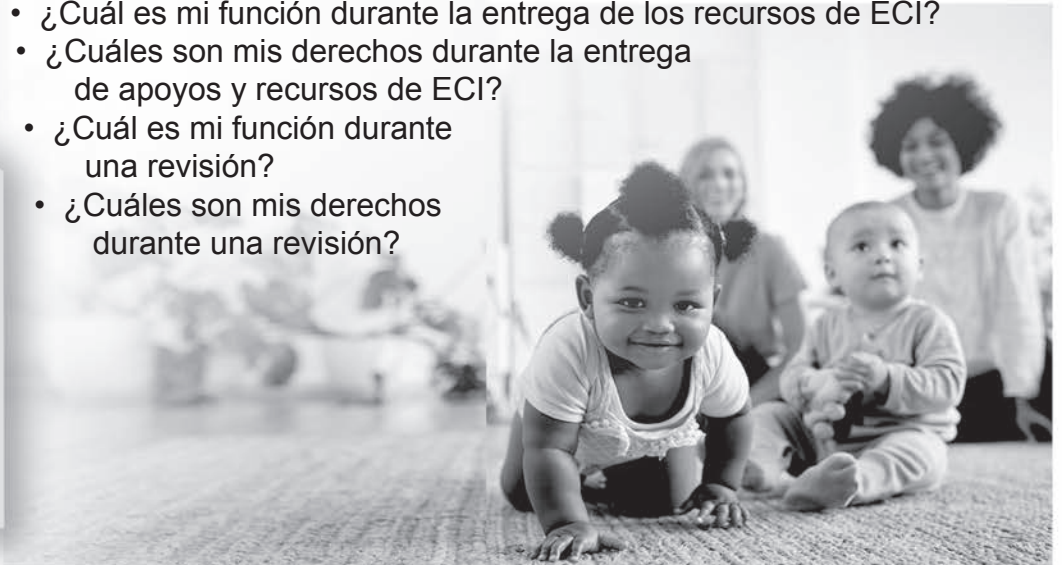 • ¿Cuál es mi función durante la entrega de los recursos de ECI?
• ¿Cuáles son mis derechos durante la entrega
de apoyos y recursos de ECI?
• ¿Cuál es mi función durante
una revisión?
• ¿Cuáles son mis derechos
durante una revisión?